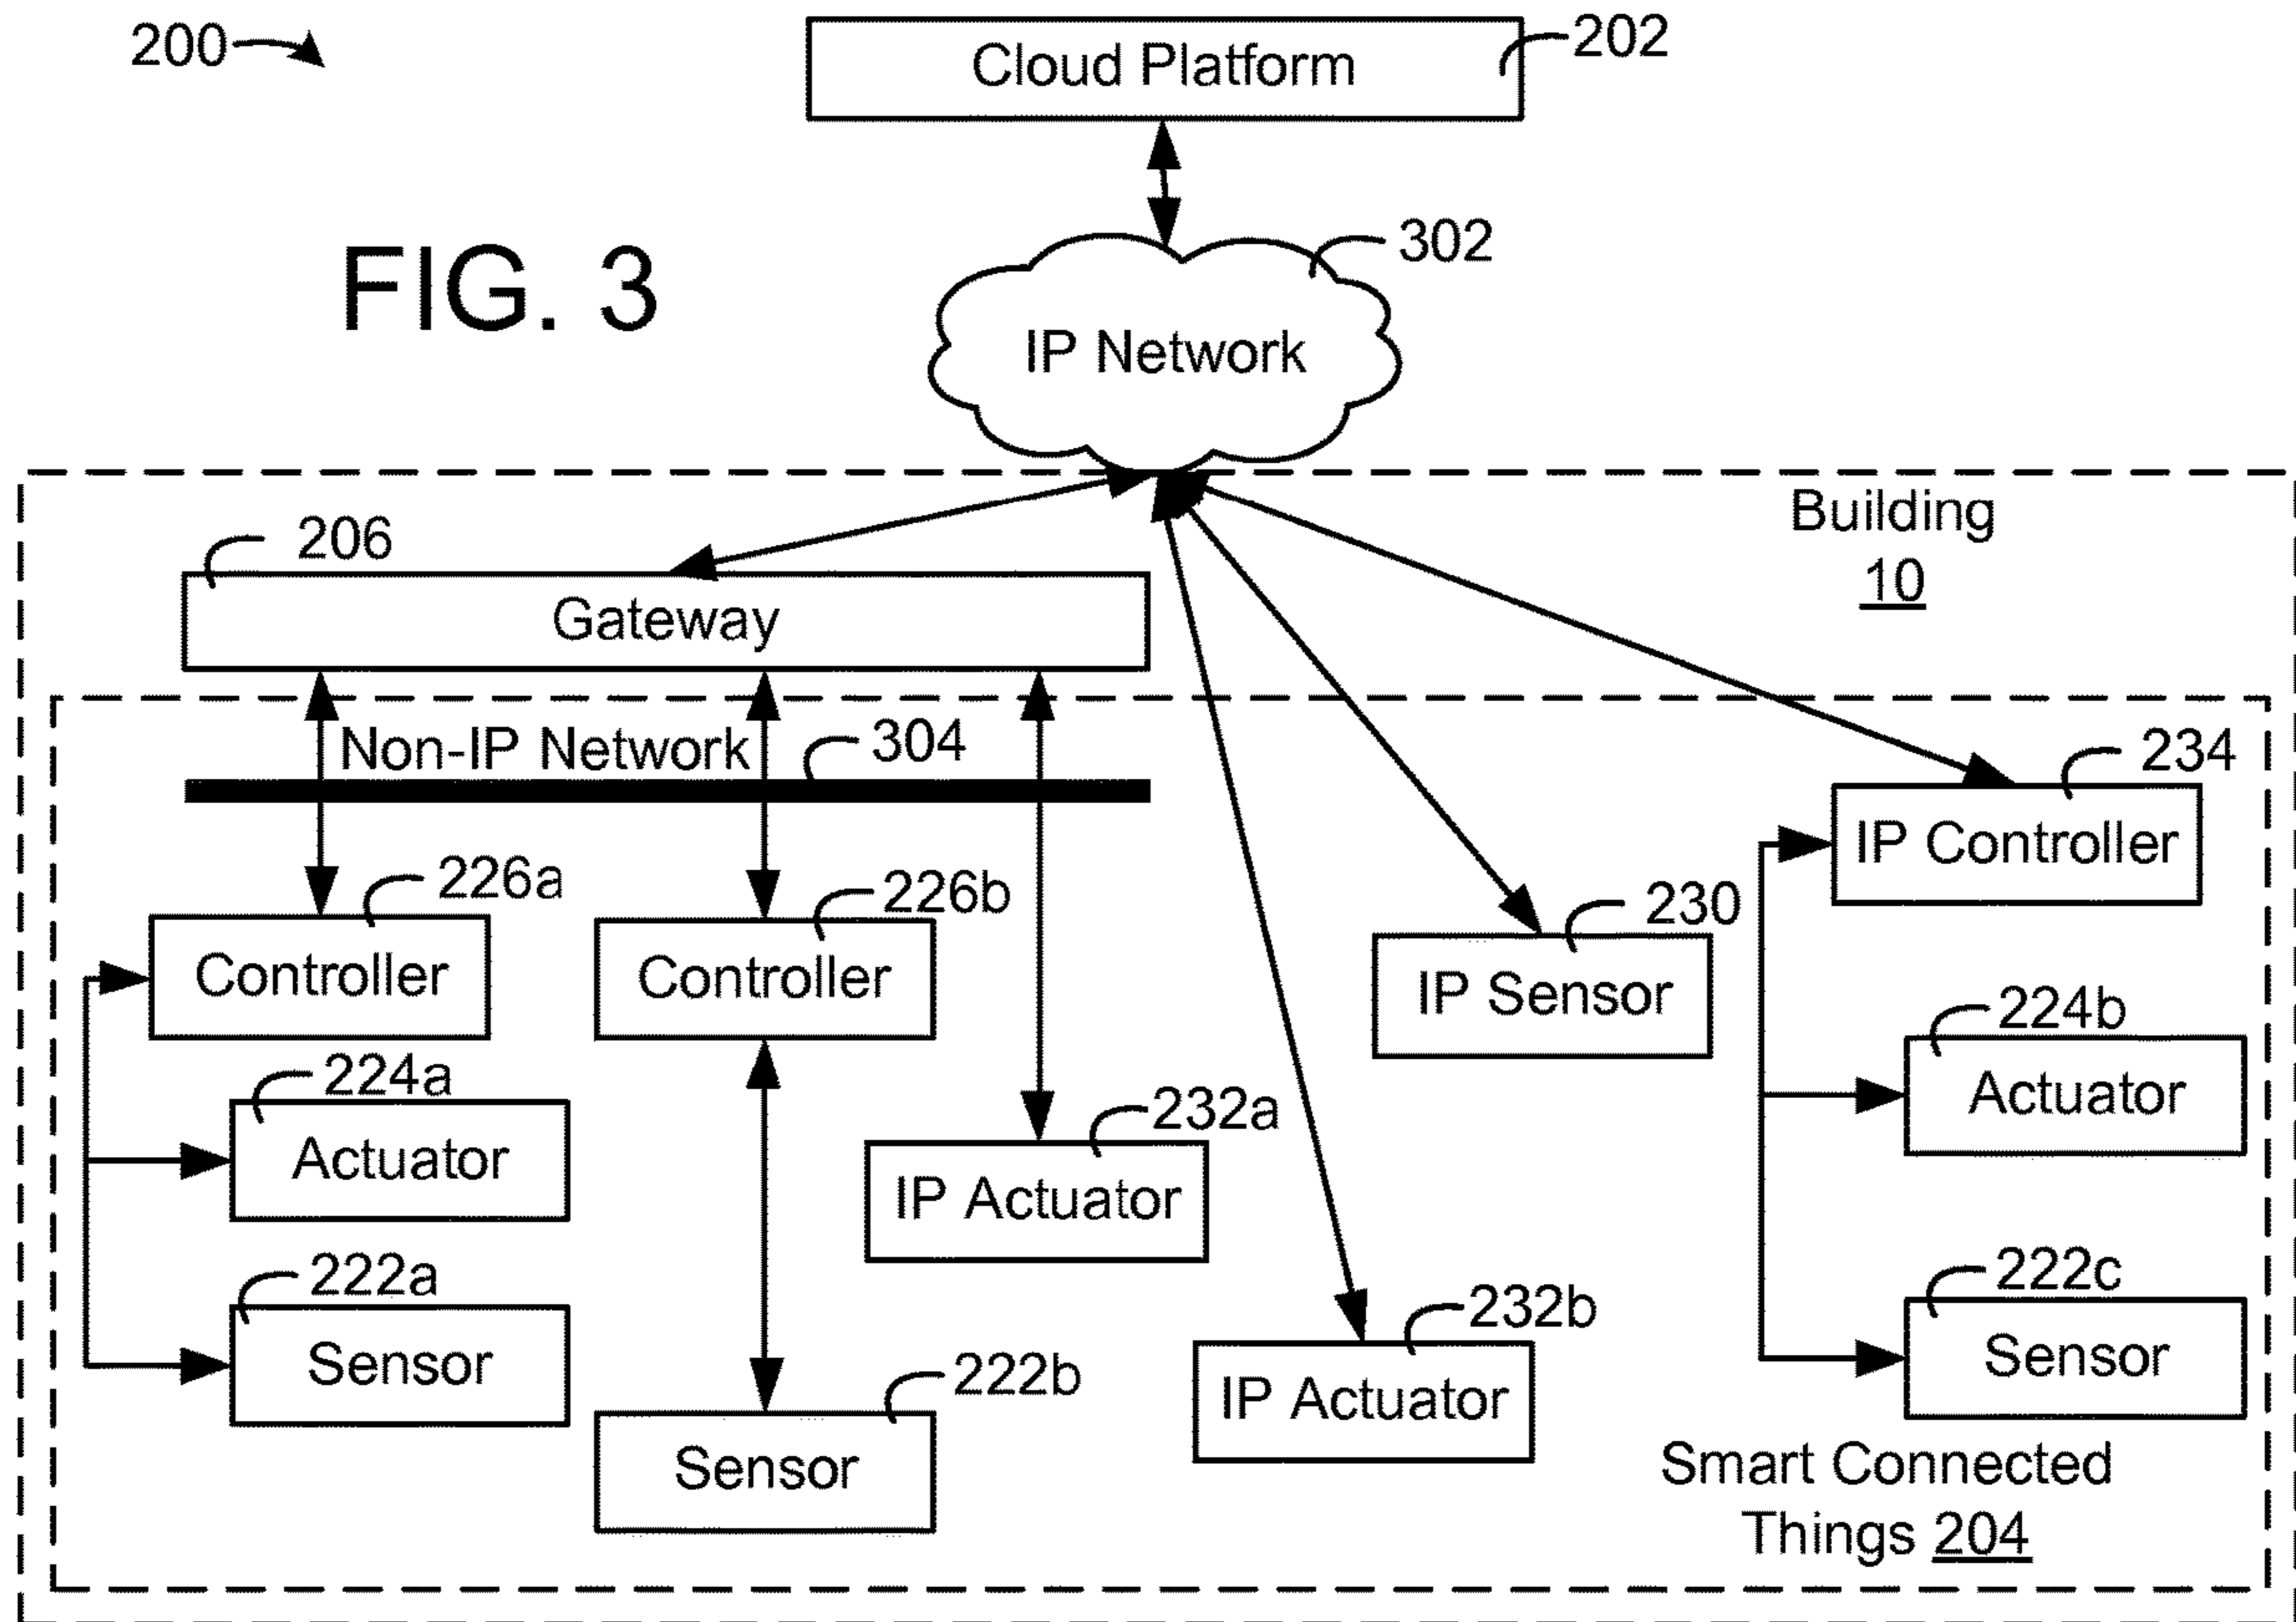 200
Cloud Platform
202
FIG. 3
302
IP Network
Building
10
206
Gateway
Non-IP Network
304
234
IP Controller
226a
Controller
226b
Controller
230
IP Sensor
224b
Actuator
224a
Actuator
232a
IP Actuator
222a
Sensor
222c
Sensor
232b
IP Actuator
222b
Sensor
Smart Connected
Things 204